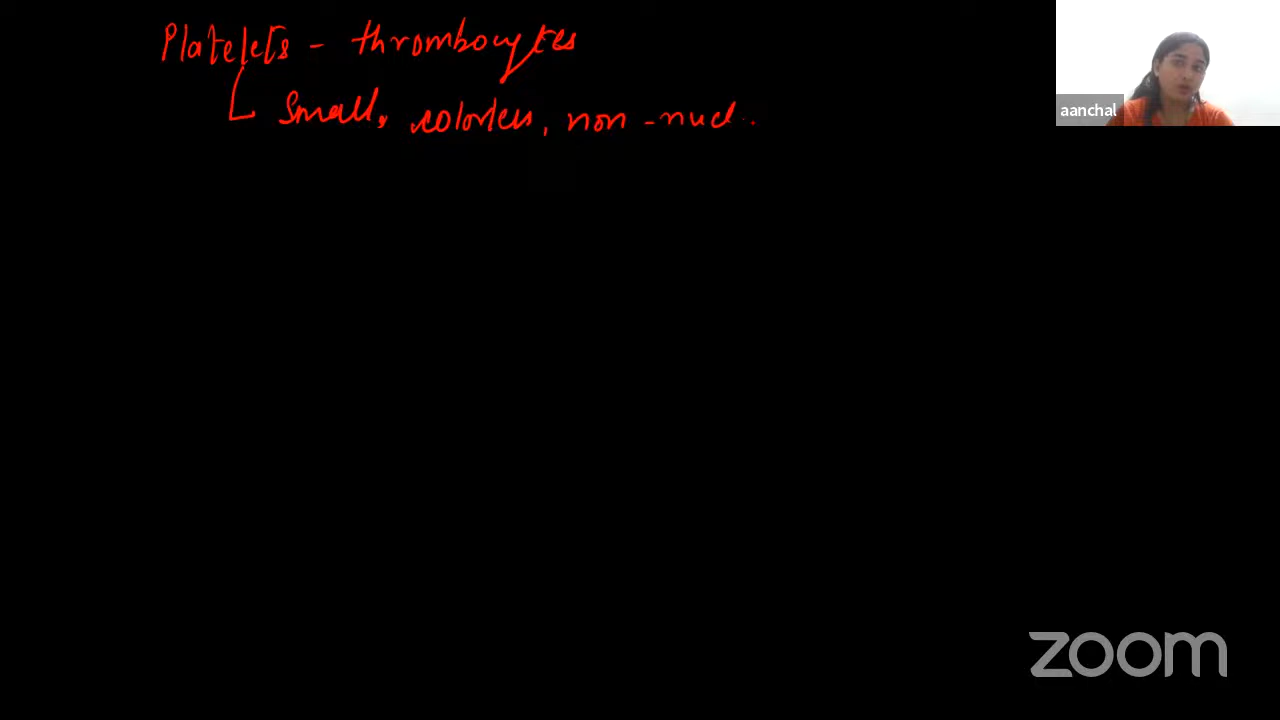 Platelets - thrombocytes
small, colorless, non-nucl..
aanchal
zoom